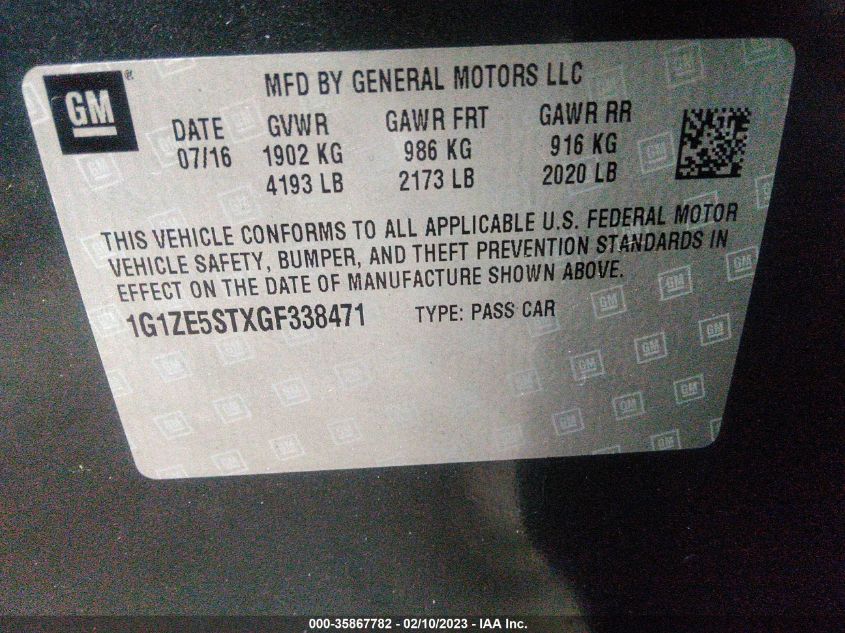 GM®
MFD BY GENERAL MOTORS LLC
DATE GVWR GAWR FRT GAWR RR
07/16 1902 KG 986 KG 916 KG
4193 LB 2173 LB 2020 LB
THIS VEHICLE CONFORMS TO ALL APPLICABLE U.S. FEDERAL MOTOR
VEHICLE SAFETY, BUMPER, AND THEFT PREVENTION STANDARDS IN
EFFECT ON THE DATE OF MANUFACTURE SHOWN ABOVE.
1G1ZE5STXGF338471 TYPE: PASS CAR
000-35867782 — 02/10/2023 — IAA Inc.